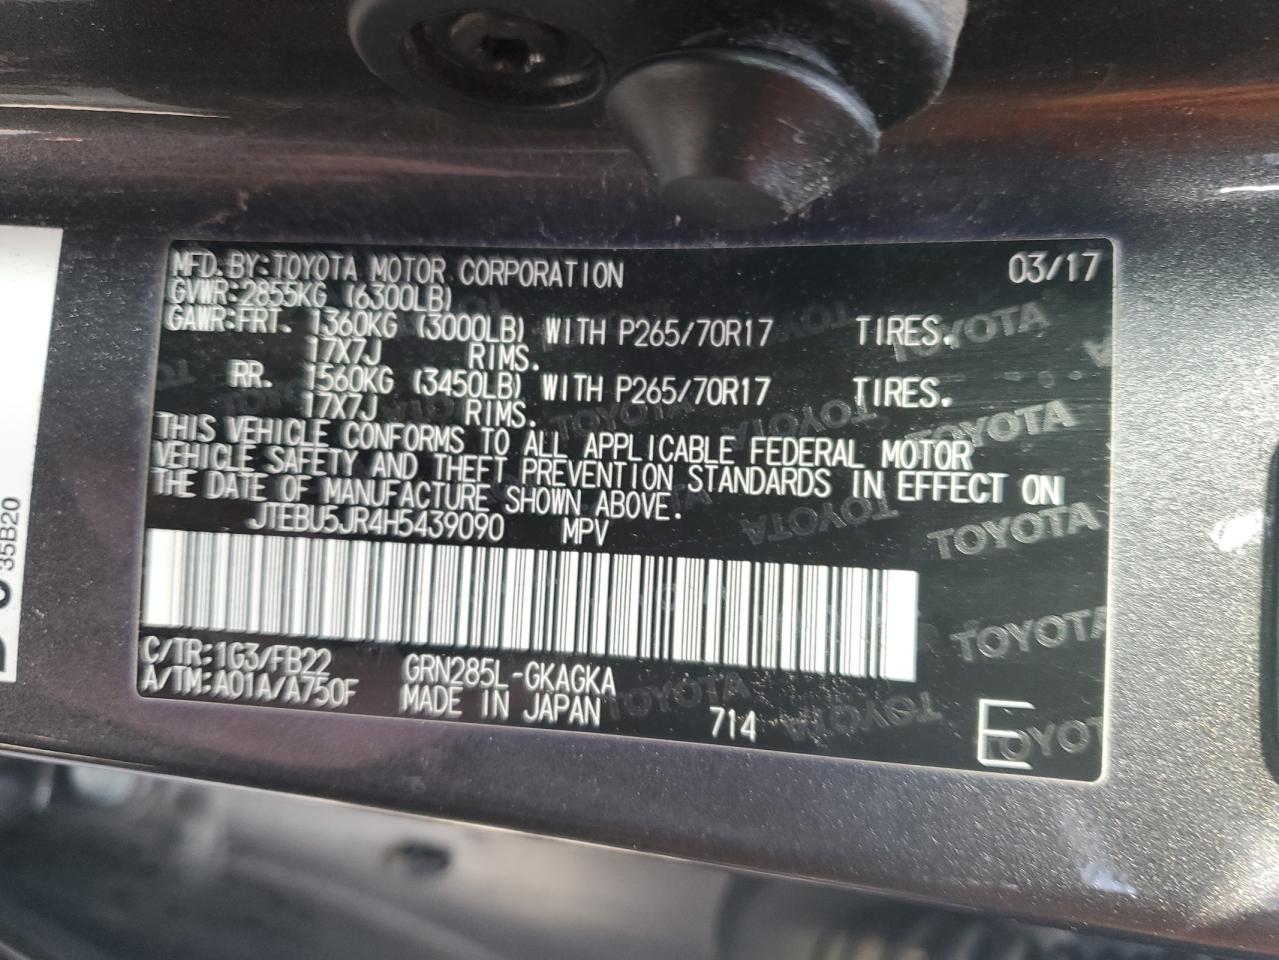 MFD.BY:TOYOTA MOTOR CORPORATION 03/17
GVWR:2855KG (6300LB)
GAWR:FRT. 1360KG (3000LB) WITH P265/70R17 TIRES.
17X7J RIMS.
RR. 1560KG (3450LB) WITH P265/70R17 TIRES.
17X7J RIMS.
THIS VEHICLE CONFORMS TO ALL APPLICABLE FEDERAL MOTOR
VEHICLE SAFETY AND THEFT PREVENTION STANDARDS IN EFFECT ON
THE DATE OF MANUFACTURE SHOWN ABOVE.
JTEBU5JR4H5439090 MPV
C/TR:1G3/FB22 GRN285L-GKAGKA
A/TM:A01A/A750F MADE IN JAPAN 714 E
35B20
TOYOTA
TOYOTA
TOYOTA
TOYOTA